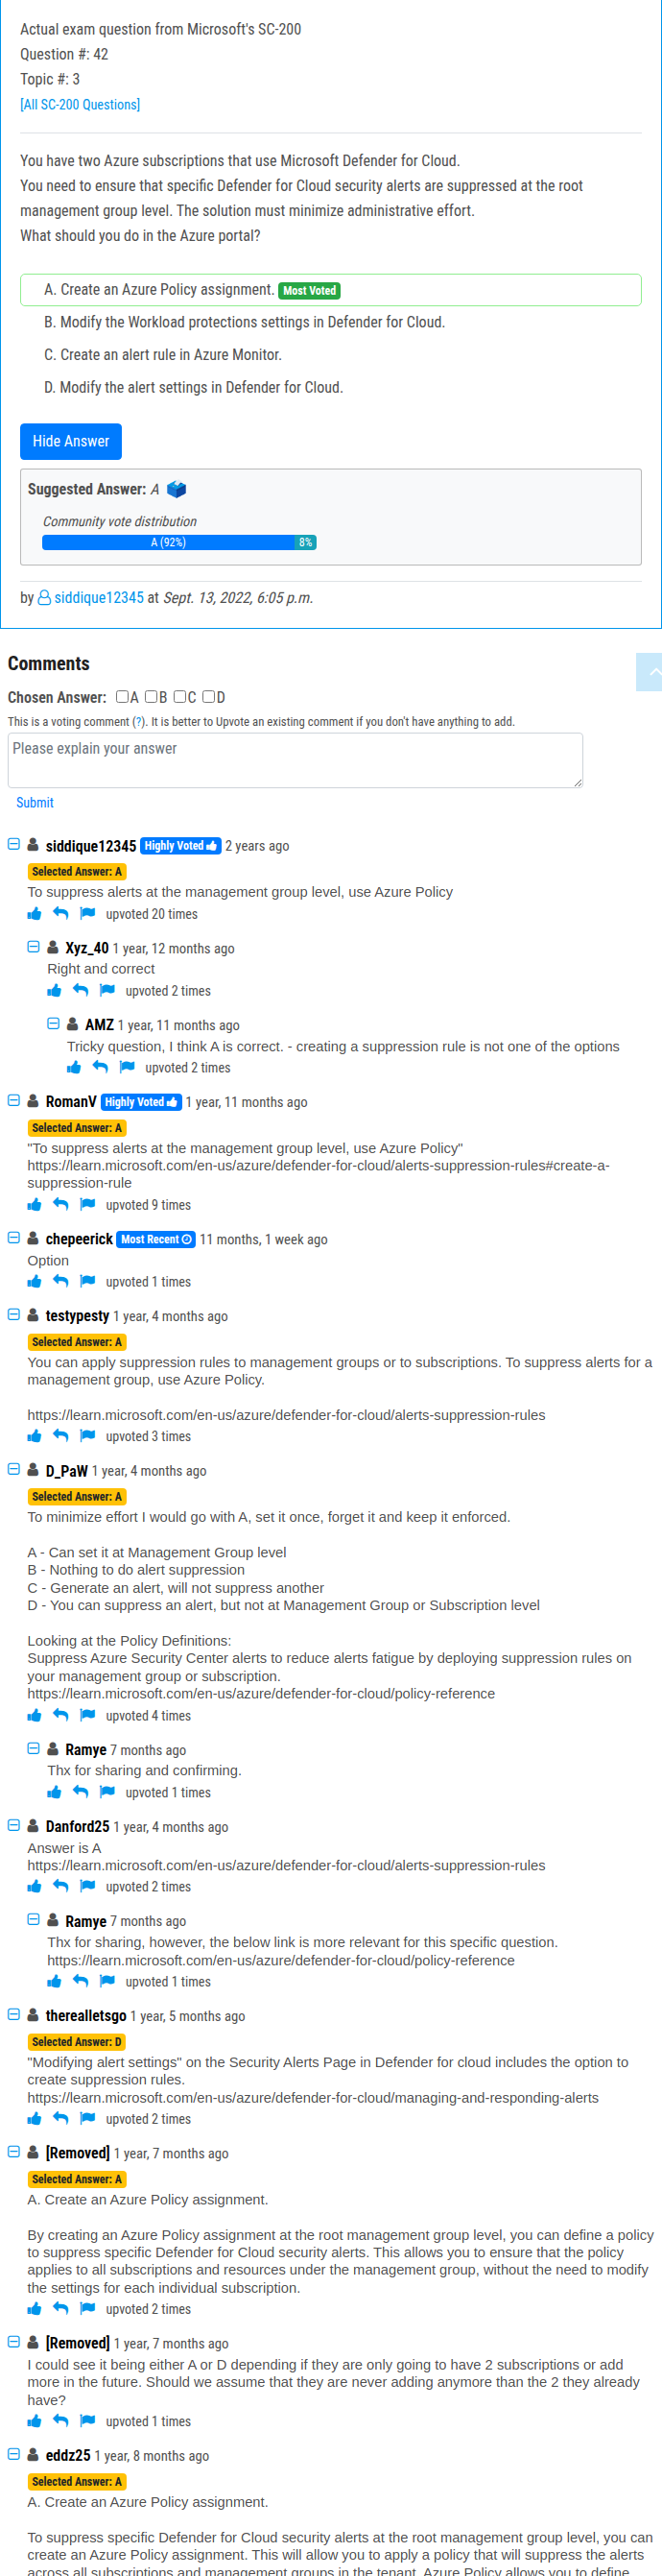 Actual exam question from Microsoft's SC-200
Question #: 42
Topic #: 3
[All SC-200 Questions]
You have two Azure subscriptions that use Microsoft Defender for Cloud.
You need to ensure that specific Defender for Cloud security alerts are suppressed at the root
management group level. The solution must minimize administrative effort.
What should you do in the Azure portal?
A. Create an Azure Policy assignment. Most Voted
B. Modify the Workload protections settings in Defender for Cloud.
C. Create an alert rule in Azure Monitor.
D. Modify the alert settings in Defender for Cloud.
Hide Answer
Suggested Answer: A
Community vote distribution
A (92%) 8%
by siddique12345 at Sept. 13, 2022, 6:05 p.m.
Comments
Chosen Answer: A B C D
This is a voting comment (?). It is better to Upvote an existing comment if you don't have anything to add.
Please explain your answer
Submit
siddique12345 Highly Voted 2 years ago
Selected Answer: A
To suppress alerts at the management group level, use Azure Policy
upvoted 20 times
Xyz_40 1 year, 12 months ago
Right and correct
upvoted 2 times
AMZ 1 year, 11 months ago
Tricky question, I think A is correct. - creating a suppression rule is not one of the options
upvoted 2 times
RomanV Highly Voted 1 year, 11 months ago
Selected Answer: A
"To suppress alerts at the management group level, use Azure Policy"
https://learn.microsoft.com/en-us/azure/defender-for-cloud/alerts-suppression-rules#create-a-
suppression-rule
upvoted 9 times
chepeerick Most Recent 11 months, 1 week ago
Option
upvoted 1 times
testypesty 1 year, 4 months ago
Selected Answer: A
You can apply suppression rules to management groups or to subscriptions. To suppress alerts for a
management group, use Azure Policy.
https://learn.microsoft.com/en-us/azure/defender-for-cloud/alerts-suppression-rules
upvoted 3 times
D_PaW 1 year, 4 months ago
Selected Answer: A
To minimize effort I would go with A, set it once, forget it and keep it enforced.
A - Can set it at Management Group level
B - Nothing to do alert suppression
C - Generate an alert, will not suppress another
D - You can suppress an alert, but not at Management Group or Subscription level
Looking at the Policy Definitions:
Suppress Azure Security Center alerts to reduce alerts fatigue by deploying suppression rules on
your management group or subscription.
https://learn.microsoft.com/en-us/azure/defender-for-cloud/policy-reference
upvoted 4 times
Ramye 7 months ago
Thx for sharing and confirming.
upvoted 1 times
Danford25 1 year, 4 months ago
Answer is A
https://learn.microsoft.com/en-us/azure/defender-for-cloud/alerts-suppression-rules
upvoted 2 times
Ramye 7 months ago
Thx for sharing, however, the below link is more relevant for this specific question.
https://learn.microsoft.com/en-us/azure/defender-for-cloud/policy-reference
upvoted 1 times
therealletsgo 1 year, 5 months ago
Selected Answer: D
"Modifying alert settings" on the Security Alerts Page in Defender for cloud includes the option to
create suppression rules.
https://learn.microsoft.com/en-us/azure/defender-for-cloud/managing-and-responding-alerts
upvoted 2 times
[Removed] 1 year, 7 months ago
Selected Answer: A
A. Create an Azure Policy assignment.
By creating an Azure Policy assignment at the root management group level, you can define a policy
to suppress specific Defender for Cloud security alerts. This allows you to ensure that the policy
applies to all subscriptions and resources under the management group, without the need to modify
the settings for each individual subscription.
upvoted 2 times
[Removed] 1 year, 7 months ago
I could see it being either A or D depending if they are only going to have 2 subscriptions or add
more in the future. Should we assume that they are never adding anymore than the 2 they already
have?
upvoted 1 times
eddz25 1 year, 8 months ago
Selected Answer: A
A. Create an Azure Policy assignment.
To suppress specific Defender for Cloud security alerts at the root management group level, you can
create an Azure Policy assignment. This will allow you to apply a policy that will suppress the alerts
across all subscriptions and management groups in the tenant. Azure Policy allows you to define